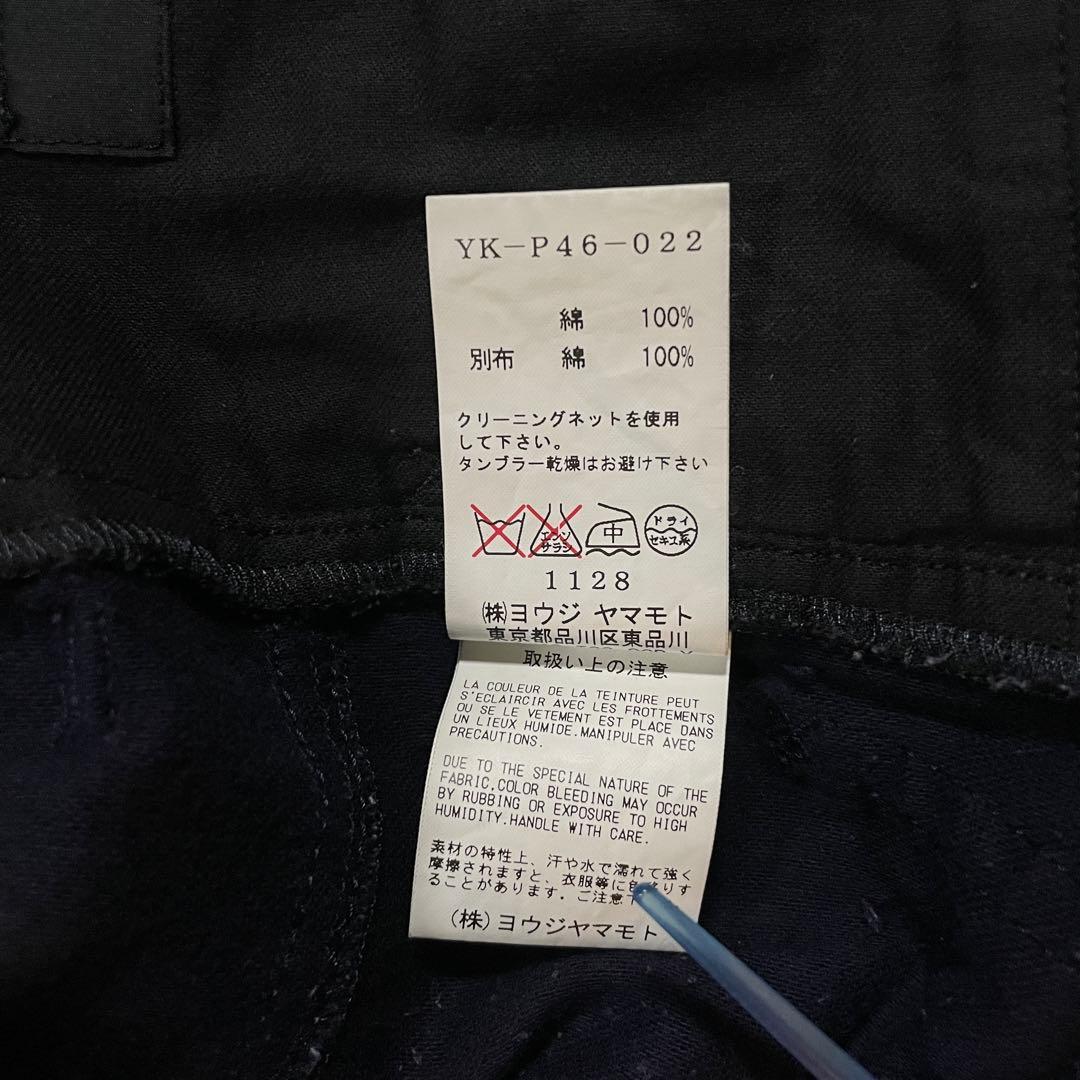 YK-P46-022
綿 100%
別布 綿 100%
クリーニングネットを使用
して下さい。
タンブラー乾燥はお避け下さい
エンソ
サラシ
中
ドライ
セキユ系
1128
㈱ヨウジ ヤマモト
東京都品川区東品川
取扱い上の注意
LA COULEUR DE LA TEINTURE PEUT
S'ECLAIRCIR AVEC LES FROTTEMENTS
OU SE LE VETEMENT EST PLACE DANS
UN LIEUX HUMIDE.MANIPULER AVEC
PRECAUTIONS.
DUE TO THE SPECIAL NATURE OF THE
FABRIC,COLOR BLEEDING MAY OCCUR
BY RUBBING OR EXPOSURE TO HIGH
HUMIDITY.HANDLE WITH CARE.
素材の特性上、汗や水で濡れて強く
摩擦されますと、衣服等に色移りす
ることがあります。ご注意下
(株)ヨウジヤマモト